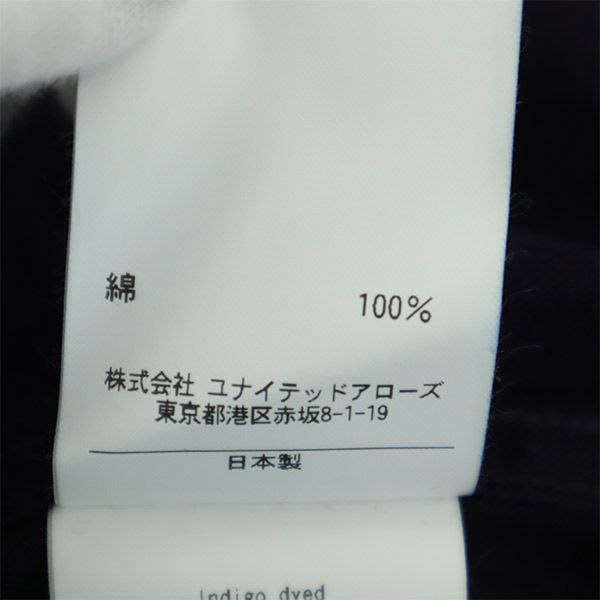 綿 100%
株式会社 ユナイテッドアローズ
東京都港区赤坂8-1-19
日本製
Indigo dyed